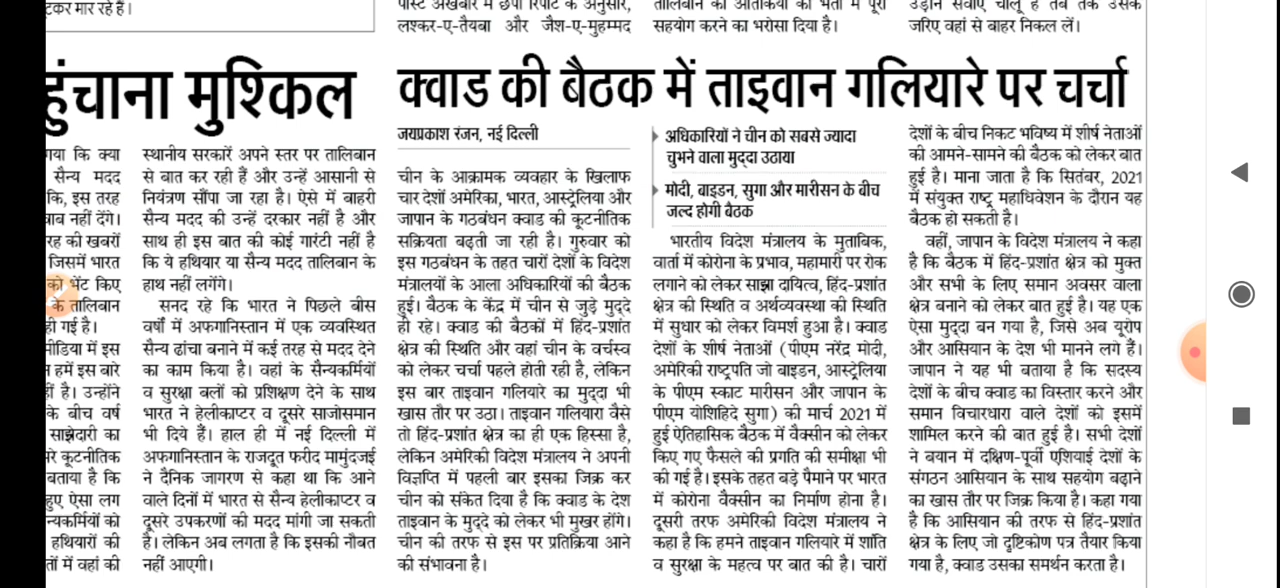 टकर मार रहे हैं।
पोस्ट अखबार में छपी रिपोर्ट के अनुसार,
लश्कर-ए-तैयबा और जैश-ए-मुहम्मद
तालिबान को आतंकियों की भर्ती में पूरा
सहयोग करने का भरोसा दिया है।
उड़ान सेवाएं चालू हैं तब तक उसके
जरिए वहां से बाहर निकल लें।
हुंचाना मुश्किल
गया कि क्या
सैन्य मदद
कि, इस तरह
वाब नहीं देंगे।
रह की खबरों
जिसमें भारत
को भेंट किए
के तालिबान
ही गई है।
मीडिया में इस
न हमें इस बारे
हीं है। उन्होंने
के बीच वर्ष
साझेदारी का
रे कूटनीतिक
बताया है कि
हुए ऐसा लग
न्यकर्मियों को
हथियारों की
तों में वहां की
स्थानीय सरकारें अपने स्तर पर तालिबान
से बात कर रही हैं और उन्हें आसानी से
नियंत्रण सौंपा जा रहा है। ऐसे में बाहरी
सैन्य मदद की उन्हें दरकार नहीं है और
साथ ही इस बात की कोई गारंटी नहीं है
कि ये हथियार या सैन्य मदद तालिबान के
हाथ नहीं लगेंगे।
सनद रहे कि भारत ने पिछले बीस
वर्षों में अफगानिस्तान में एक व्यवस्थित
सैन्य ढांचा बनाने में कई तरह से मदद देने
का काम किया है। वहां के सैन्यकर्मियों
व सुरक्षा बलों को प्रशिक्षण देने के साथ
भारत ने हेलीकाप्टर व दूसरे साजोसमान
भी दिये हैं। हाल ही में नई दिल्ली में
अफगानिस्तान के राजदूत फरीद मामुंदजई
ने दैनिक जागरण से कहा था कि आने
वाले दिनों में भारत से सैन्य हेलीकाप्टर व
दूसरे उपकरणों की मदद मांगी जा सकती
है। लेकिन अब लगता है कि इसकी नौबत
नहीं आएगी।
क्वाड की बैठक में ताइवान गलियारे पर चर्चा
जयप्रकाश रंजन, नई दिल्ली
चीन के आक्रामक व्यवहार के खिलाफ
चार देशों अमेरिका, भारत, आस्ट्रेलिया और
जापान के गठबंधन क्वाड की कूटनीतिक
सक्रियता बढ़ती जा रही है। गुरुवार को
इस गठबंधन के तहत चारों देशों के विदेश
मंत्रालयों के आला अधिकारियों की बैठक
हुई। बैठक के केंद्र में चीन से जुड़े मुद्दे
ही रहे। क्वाड की बैठकों में हिंद-प्रशांत
क्षेत्र की स्थिति और वहां चीन के वर्चस्व
को लेकर चर्चा पहले होती रही है, लेकिन
इस बार ताइवान गलियारे का मुद्दा भी
खास तौर पर उठा। ताइवान गलियारा वैसे
तो हिंद-प्रशांत क्षेत्र का ही एक हिस्सा है,
लेकिन अमेरिकी विदेश मंत्रालय ने अपनी
विज्ञप्ति में पहली बार इसका जिक्र कर
चीन को संकेत दिया है कि क्वाड के देश
ताइवान के मुद्दे को लेकर भी मुखर होंगे।
चीन की तरफ से इस पर प्रतिक्रिया आने
की संभावना है।
अधिकारियों ने चीन को सबसे ज्यादा
चुभने वाला मुद्दा उठाया
मोदी, बाइडन, सुगा और मारीसन के बीच
जल्द होगी बैठक
भारतीय विदेश मंत्रालय के मुताबिक,
वार्ता में कोरोना के प्रभाव, महामारी पर रोक
लगाने को लेकर साझा दायित्व, हिंद-प्रशांत
क्षेत्र की स्थिति व अर्थव्यवस्था की स्थिति
में सुधार को लेकर विमर्श हुआ है। क्वाड
देशों के शीर्ष नेताओं (पीएम नरेंद्र मोदी,
अमेरिकी राष्ट्रपति जो बाइडन, आस्ट्रेलिया
के पीएम स्काट मारीसन और जापान के
पीएम योशिहिदे सुगा) की मार्च 2021 में
हुई ऐतिहासिक बैठक में वैक्सीन को लेकर
किए गए फैसले की प्रगति की समीक्षा भी
की गई है। इसके तहत बड़े पैमाने पर भारत
में कोरोना वैक्सीन का निर्माण होना है।
दूसरी तरफ अमेरिकी विदेश मंत्रालय ने
कहा है कि हमने ताइवान गलियारे में शांति
व सुरक्षा के महत्व पर बात की है। चारों
देशों के बीच निकट भविष्य में शीर्ष नेताओं
की आमने-सामने की बैठक को लेकर बात
हुई है। माना जाता है कि सितंबर, 2021
में संयुक्त राष्ट्र महाधिवेशन के दौरान यह
बैठक हो सकती है।
वहीं, जापान के विदेश मंत्रालय ने कहा
है कि बैठक में हिंद-प्रशांत क्षेत्र को मुक्त
और सभी के लिए समान अवसर वाला
क्षेत्र बनाने को लेकर बात हुई है। यह एक
ऐसा मुद्दा बन गया है, जिसे अब यूरोप
और आसियान के देश भी मानने लगे हैं।
जापान ने यह भी बताया है कि सदस्य
देशों के बीच क्वाड का विस्तार करने और
समान विचारधारा वाले देशों को इसमें
शामिल करने की बात हुई है। सभी देशों
ने बयान में दक्षिण-पूर्वी एशियाई देशों के
संगठन आसियान के साथ सहयोग बढ़ाने
का खास तौर पर जिक्र किया है। कहा गया
है कि आसियान की तरफ से हिंद-प्रशांत
क्षेत्र के लिए जो दृष्टिकोण पत्र तैयार किया
गया है, क्वाड उसका समर्थन करता है।